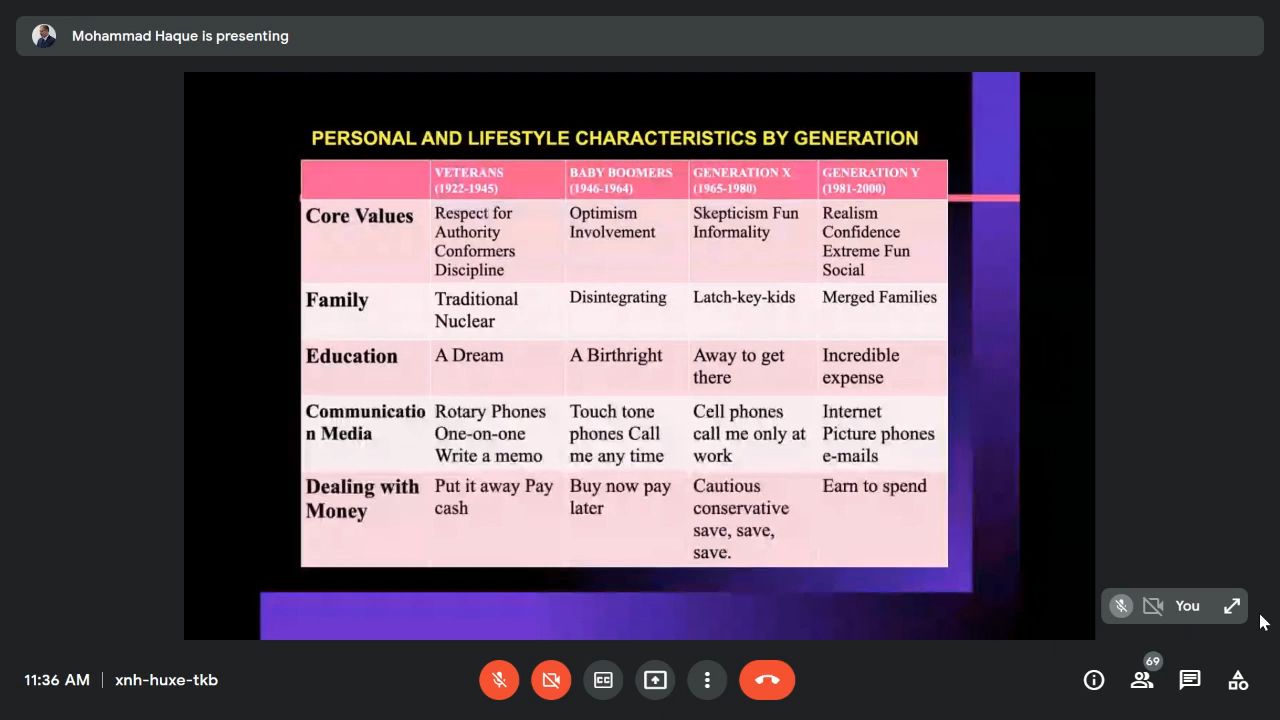 Mohammad Haque is presenting
PERSONAL AND LIFESTYLE CHARACTERISTICS BY GENERATION
VETERANS
(1922-1945)
BABY BOOMERS
(1946-1964)
GENERATION X
(1965-1980)
GENERATION Y
(1981-2000)
Core Values
Respect for
Authority
Conformers
Discipline
Optimism
Involvement
Skepticism Fun
Informality
Realism
Confidence
Extreme Fun
Social
Family
Traditional
Nuclear
Disintegrating
Latch-key-kids
Merged Families
Education
A Dream
A Birthright
Away to get
there
Incredible
expense
Communicatio
n Media
Rotary Phones
One-on-one
Write a memo
Touch tone
phones Call
me any time
Cell phones
call me only at
work
Internet
Picture phones
e-mails
Dealing with
Money
Put it away Pay
cash
Buy now pay
later
Cautious
conservative
save, save,
save.
Earn to spend
You
11:36 AM | xnh-huxe-tkb
CC
69